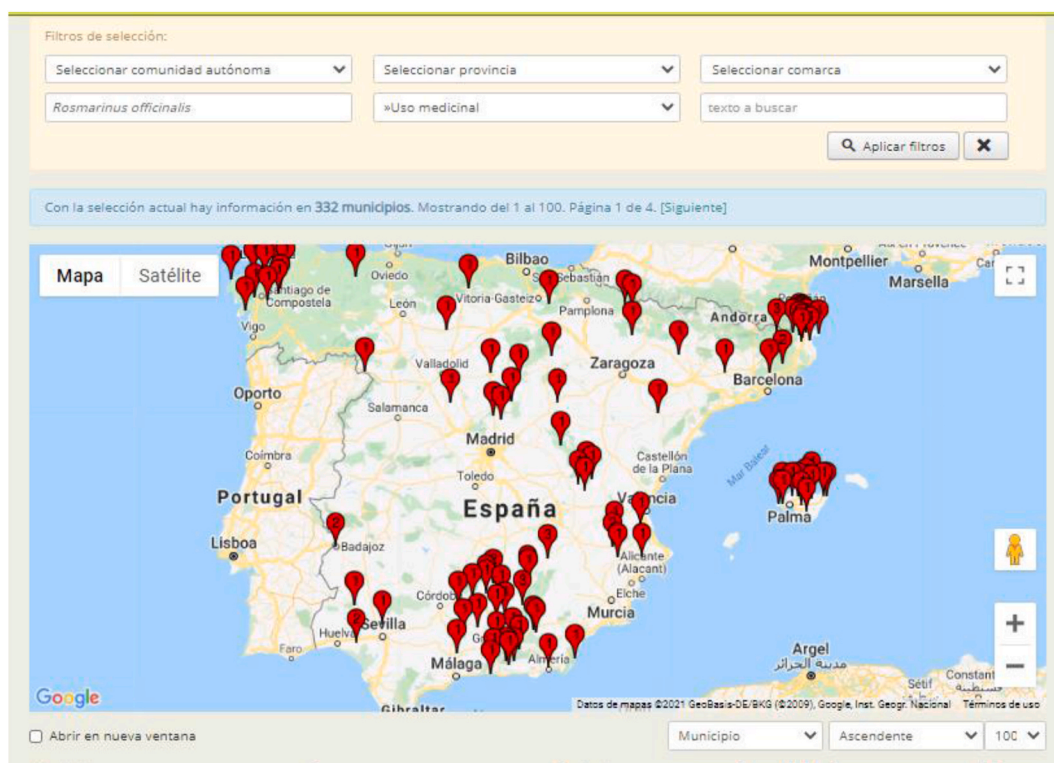 Filtros de selección:
Seleccionar comunidad autónoma Seleccionar provincia Seleccionar comarca
Rosmarinus officinalis »Uso medicinal texto a buscar
Aplicar filtros
Con la selección actual hay información en 332 municipios. Mostrando del 1 al 100. Página 1 de 4. [Siguiente]
Mapa Satélite
Bilbao
Montpellier
Oviedo
Sebastián
Marsella
Santiago de
Compostela
León
Vitoria-Gasteiz
Pamplona
Andorra
Vigo
Valladolid
Zaragoza
Oporto
Barcelona
Salamanca
Madrid
Coímbra
Castellón
de la Plana
Mar Balear
Toledo
Portugal
España
Valencia
Palma
Lisboa
Badajoz
Alicante
(Alacant)
Elche
Córdoba
Murcia
Huelva
Sevilla
Faro
Argel
مدينة الجزائر
Málaga
Almería
Setif
Constant
Google
Gibraltar
Datos de mapas ©2021 GeoBasis-DE/BKG (©2009), Google, Inst. Geogr. Nacional Términos de uso
Abrir en nueva ventana Municipio Ascendente 100